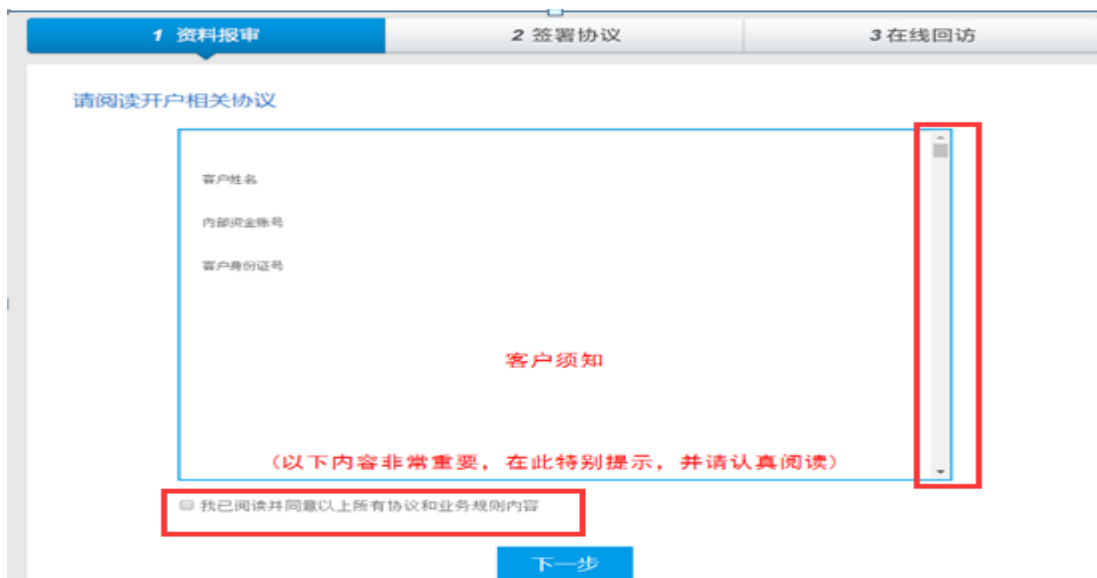 1 资料报审 2 签署协议 3在线回访
请阅读开户相关协议
客户姓名
内部资金账号
客户身份证号
客户须知
（以下内容非常重要，在此特别提示，并请认真阅读）
我已阅读并同意以上所有协议和业务规则内容
下一步